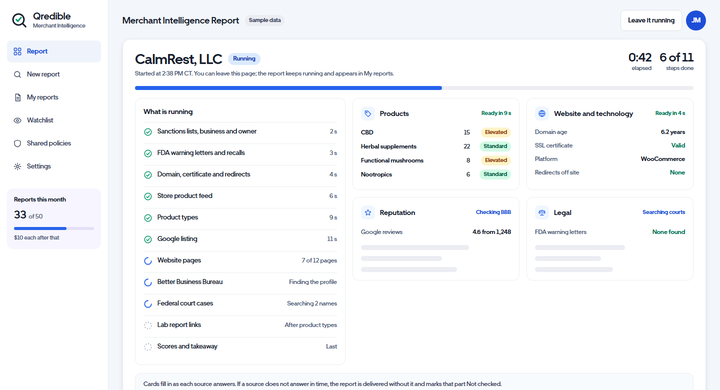 Qredible
Merchant Intelligence
Report
New report
My reports
Watchlist
Shared policies
Settings
Reports this month
33 of 50
$10 each after that
Merchant Intelligence Report
Sample data
Leave it running
JM
CalmRest, LLC
Running
Started at 2:38 PM CT. You can leave this page; the report keeps running and appears in My reports.
0:42
elapsed
6 of 11
steps done
What is running
Sanctions lists, business and owner 2 s
FDA warning letters and recalls 3 s
Domain, certificate and redirects 4 s
Store product feed 6 s
Product types 9 s
Google listing 11 s
Website pages 7 of 12 pages
Better Business Bureau Finding the profile
Federal court cases Searching 2 names
Lab report links After product types
Scores and takeaway Last
Products Ready in 9 s
CBD 15 Elevated
Herbal supplements 22 Standard
Functional mushrooms 8 Elevated
Nootropics 6 Standard
Website and technology Ready in 4 s
Domain age 6.2 years
SSL certificate Valid
Platform WooCommerce
Redirects off site None
Reputation Checking BBB
Google reviews 4.6 from 1,248
Legal Searching courts
FDA warning letters None found
Cards fill in as each source answers. If a source does not answer in time, the report is delivered without it and marks that part Not checked.